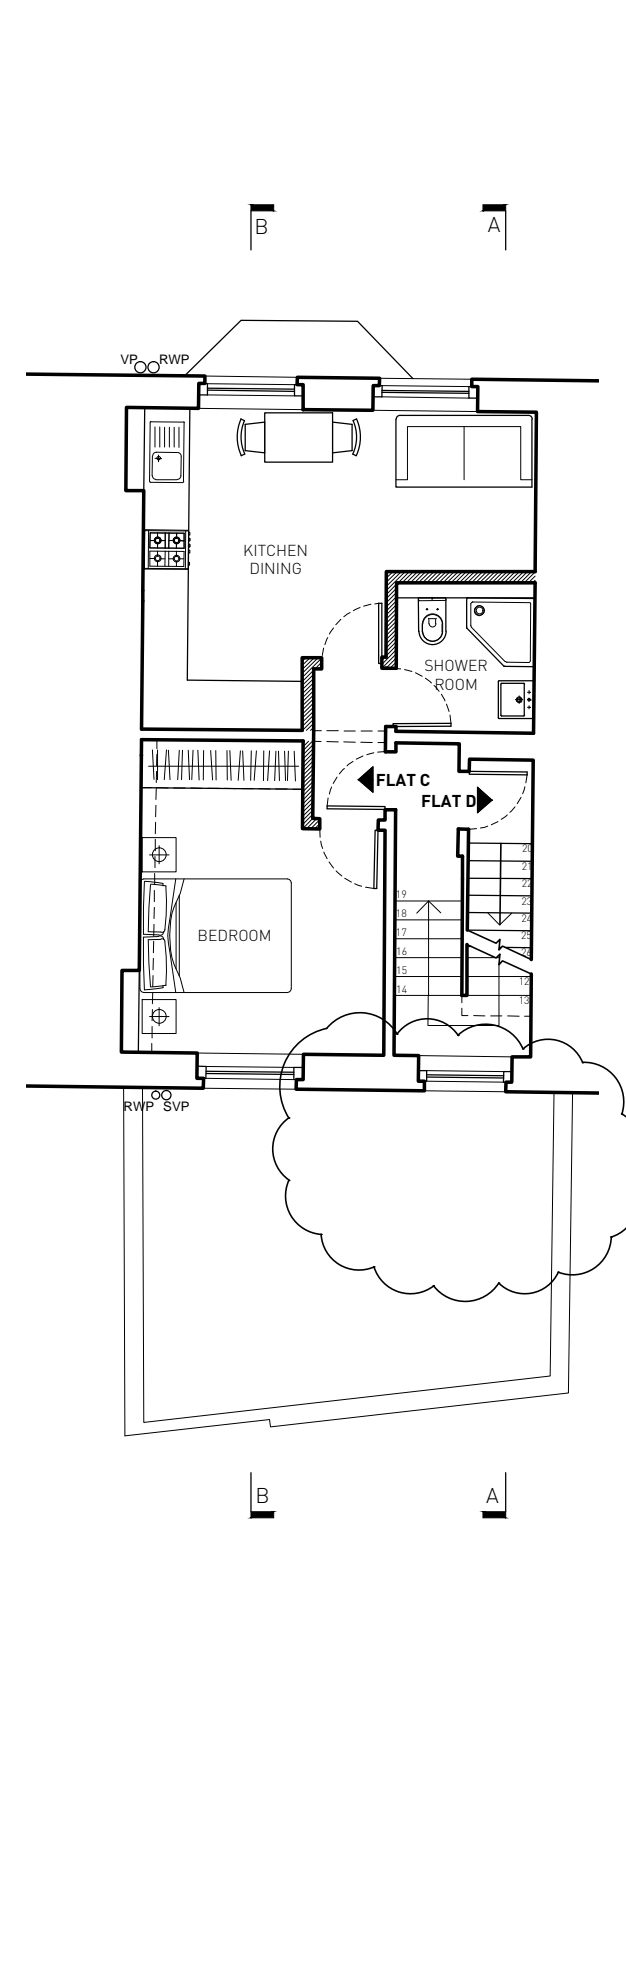 B A
VP RWP
KITCHEN
DINING
SHOWER
ROOM
FLAT C
FLAT D
20
21
22
23
24
25
26
19
18
17
16
15
14
12
13
BEDROOM
RWP SVP
B A